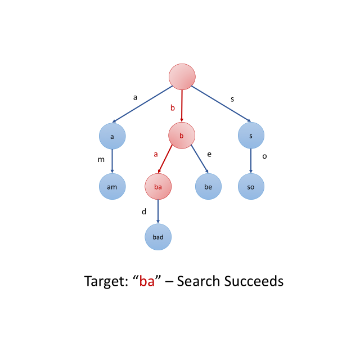 a
b
s
a
b
s
m
a
e
o
am
ba
be
so
d
bad
Target: “ba” – Search Succeeds